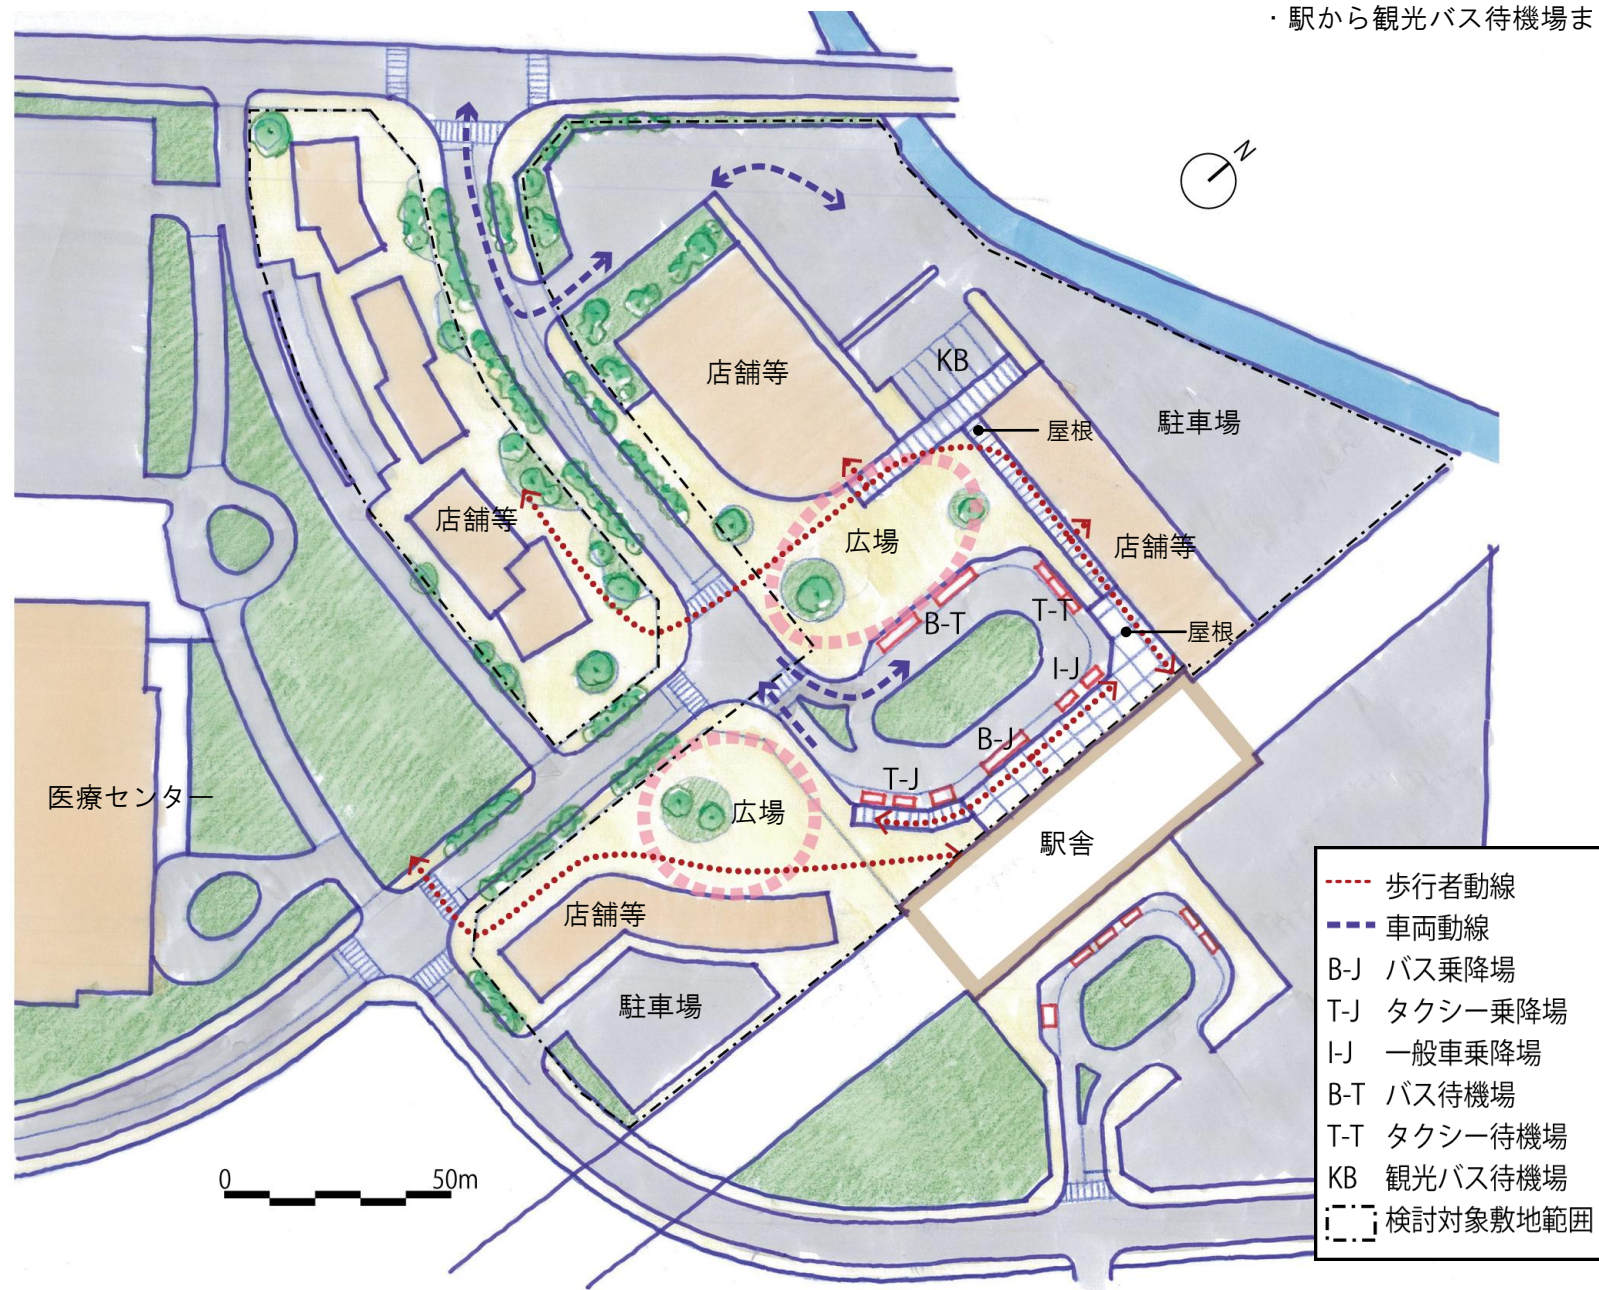 ・駅から観光バス待機場ま
N
KB
店舗等
駐車場
屋根
店舗等
広場
店舗等
T-T
B-T
屋根
I-J
B-J
T-J
医療センター
広場
駅舎
店舗等
駐車場
0 50m
歩行者動線
車両動線
B-J バス乗降場
T-J タクシー乗降場
I-J 一般車乗降場
B-T バス待機場
T-T タクシー待機場
KB 観光バス待機場
検討対象敷地範囲